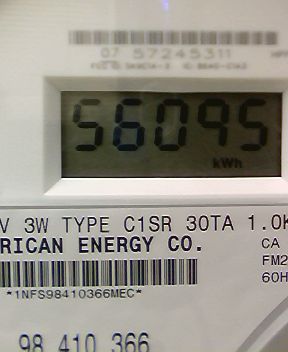 07 57245311
56095
kWh
V 3W TYPE C1SR 30TA 1.0K
RICAN ENERGY CO. CA
FM2
60H
*1NFS98410366MEC*
98 410 366